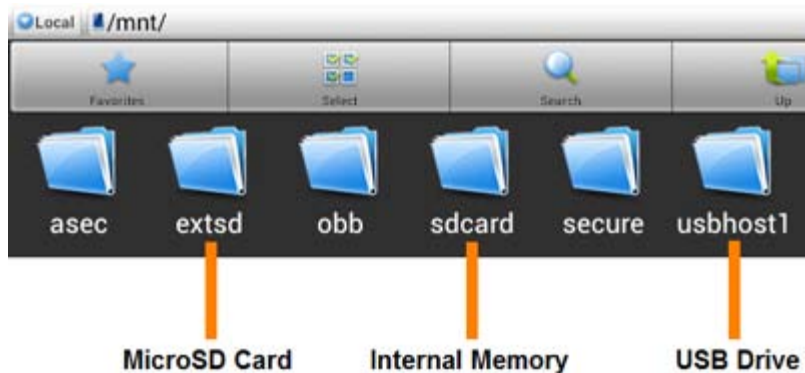 Local /mnt/
Favorites Select Search Up
asec extsd obb sdcard secure usbhost1
MicroSD Card Internal Memory USB Drive